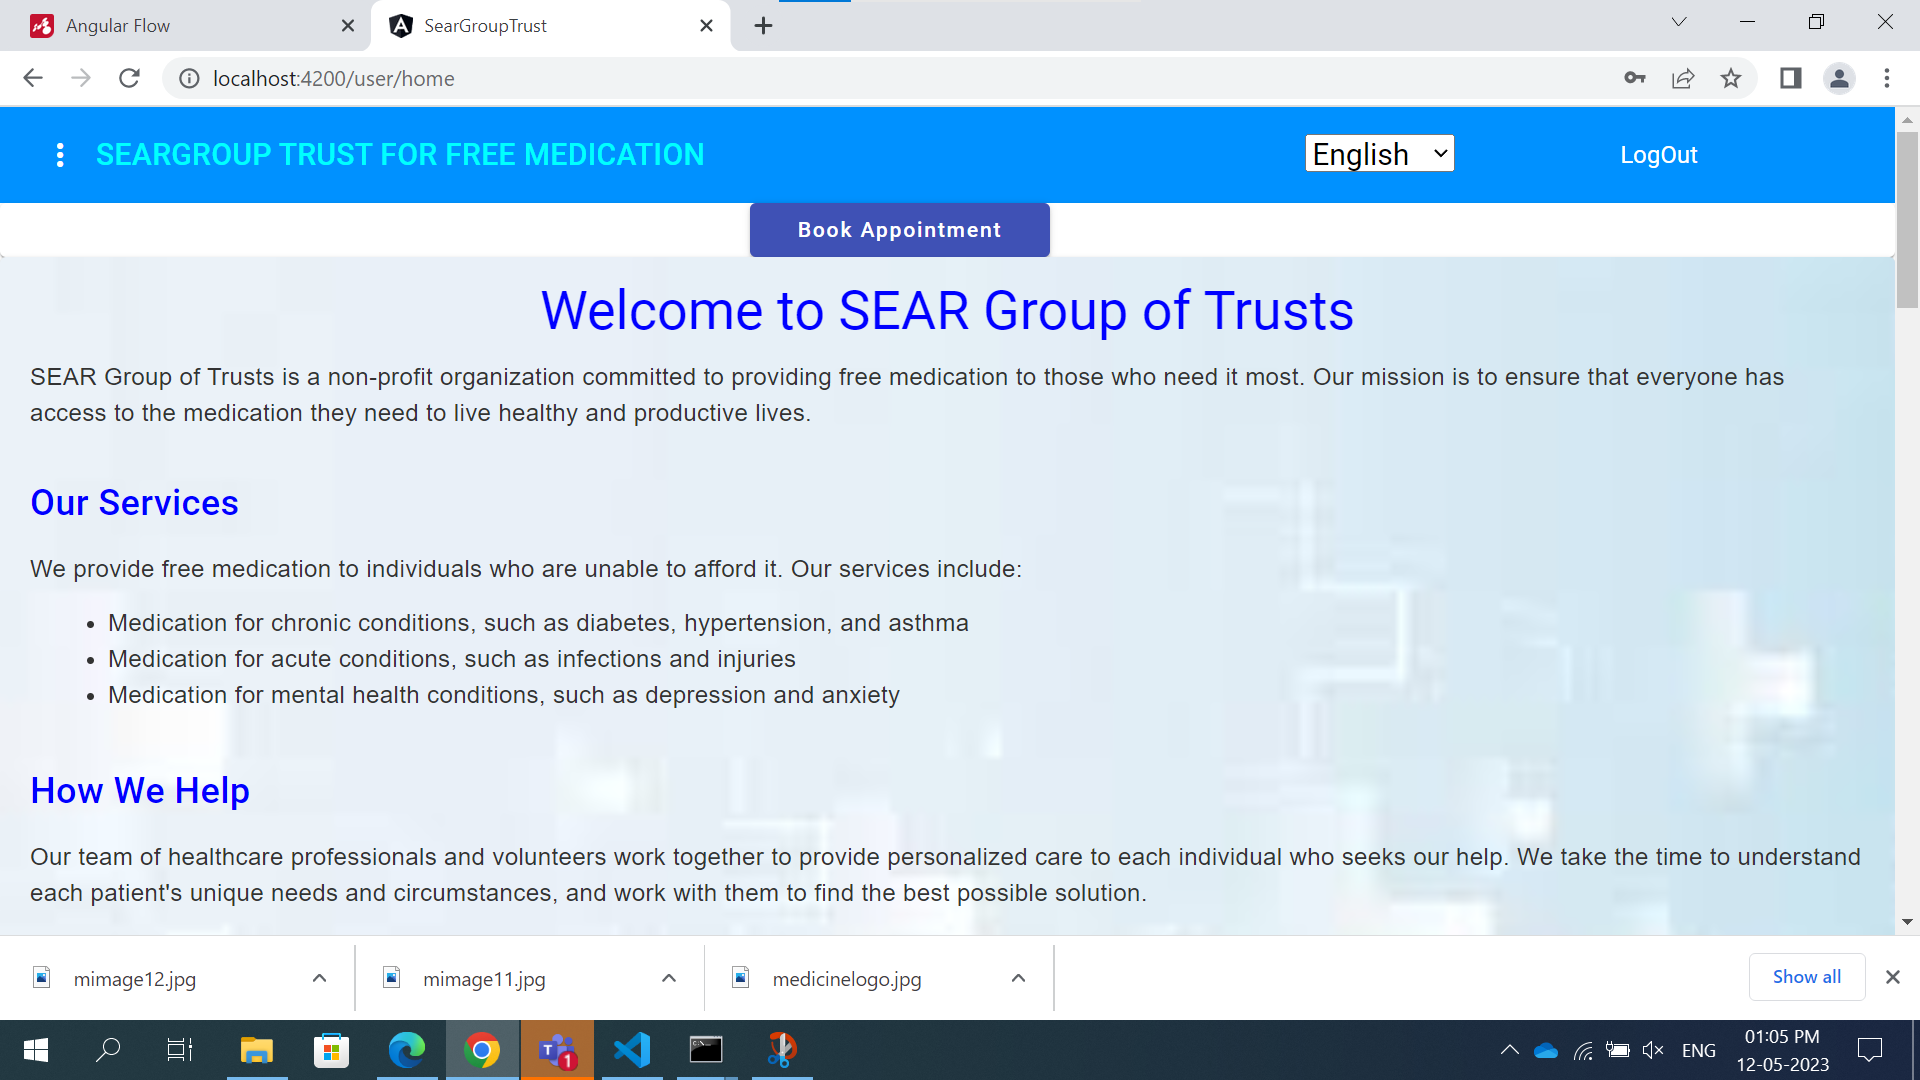 Angular Flow
SearGroupTrust
localhost:4200/user/home
SEARGROUP TRUST FOR FREE MEDICATION
English
LogOut
Book Appointment
Welcome to SEAR Group of Trusts
SEAR Group of Trusts is a non-profit organization committed to providing free medication to those who need it most. Our mission is to ensure that everyone has
access to the medication they need to live healthy and productive lives.
Our Services
We provide free medication to individuals who are unable to afford it. Our services include:
• Medication for chronic conditions, such as diabetes, hypertension, and asthma
• Medication for acute conditions, such as infections and injuries
• Medication for mental health conditions, such as depression and anxiety
How We Help
Our team of healthcare professionals and volunteers work together to provide personalized care to each individual who seeks our help. We take the time to understand
each patient's unique needs and circumstances, and work with them to find the best possible solution.
mimage12.jpg
mimage11.jpg
medicinelogo.jpg
Show all
T
1
ENG
01:05 PM
12-05-2023